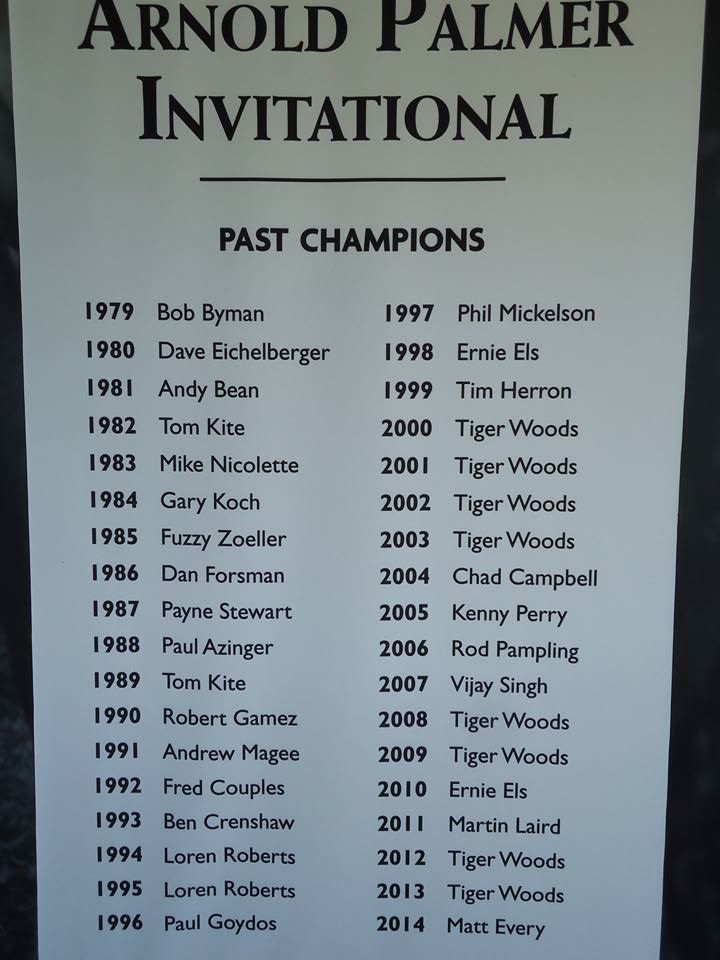 ARNOLD PALMER
INVITATIONAL
PAST CHAMPIONS
1979 Bob Byman
1980 Dave Eichelberger
1981 Andy Bean
1982 Tom Kite
1983 Mike Nicolette
1984 Gary Koch
1985 Fuzzy Zoeller
1986 Dan Forsman
1987 Payne Stewart
1988 Paul Azinger
1989 Tom Kite
1990 Robert Gamez
1991 Andrew Magee
1992 Fred Couples
1993 Ben Crenshaw
1994 Loren Roberts
1995 Loren Roberts
1996 Paul Goydos
1997 Phil Mickelson
1998 Ernie Els
1999 Tim Herron
2000 Tiger Woods
2001 Tiger Woods
2002 Tiger Woods
2003 Tiger Woods
2004 Chad Campbell
2005 Kenny Perry
2006 Rod Pampling
2007 Vijay Singh
2008 Tiger Woods
2009 Tiger Woods
2010 Ernie Els
2011 Martin Laird
2012 Tiger Woods
2013 Tiger Woods
2014 Matt Every